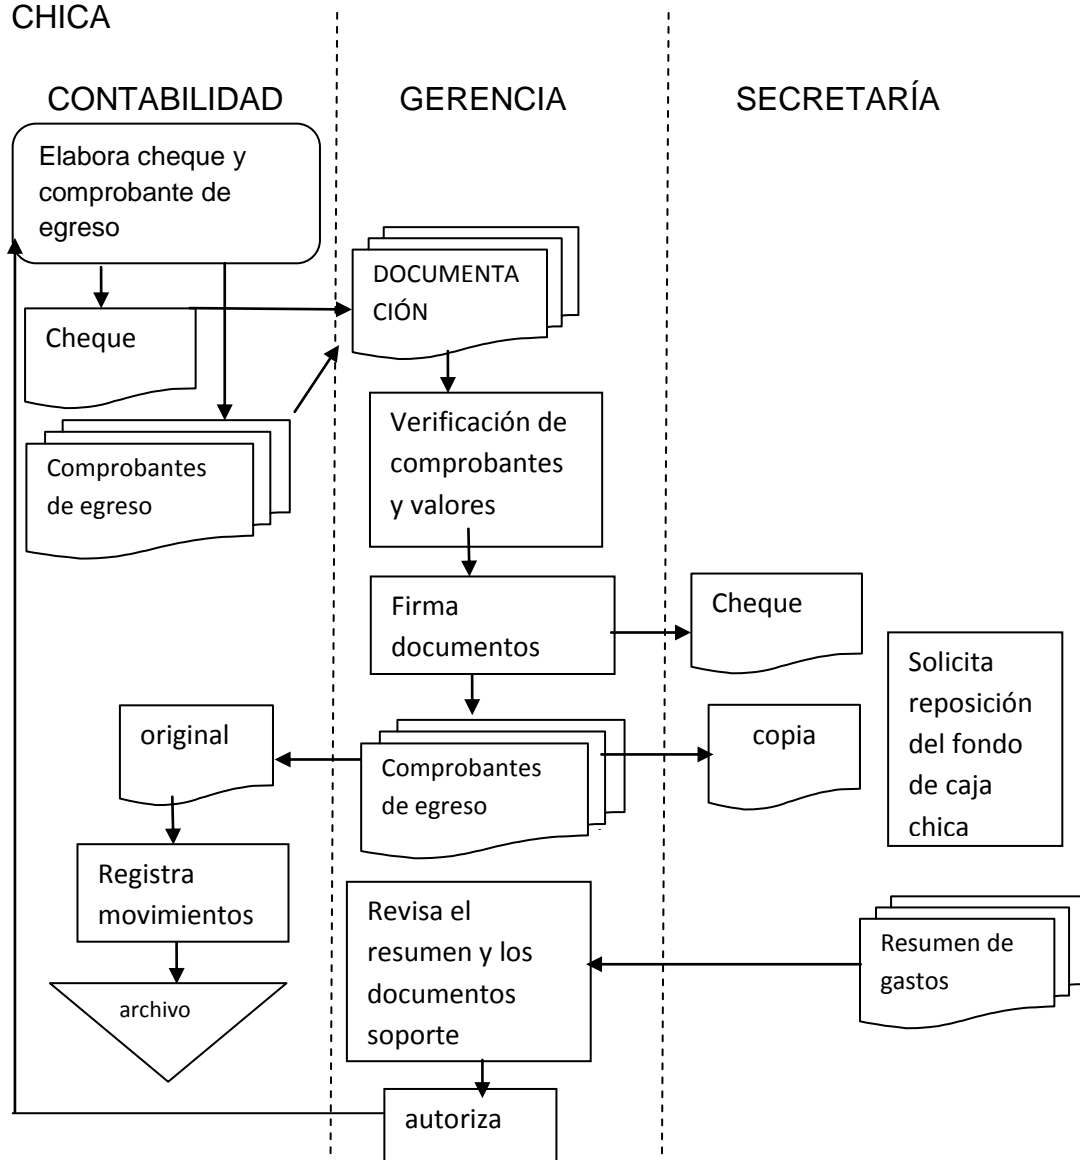 CHICA
CONTABILIDAD
GERENCIA
SECRETARÍA
Elabora cheque y
comprobante de
egreso
Cheque
Comprobantes
de egreso
DOCUMENTA
CIÓN
Verificación de
comprobantes
y valores
Firma
documentos
Cheque
original
Comprobantes
de egreso
copia
Solicita
reposición
del fondo
de caja
chica
Registra
movimientos
archivo
Revisa el
resumen y los
documentos
soporte
Resumen de
gastos
autoriza